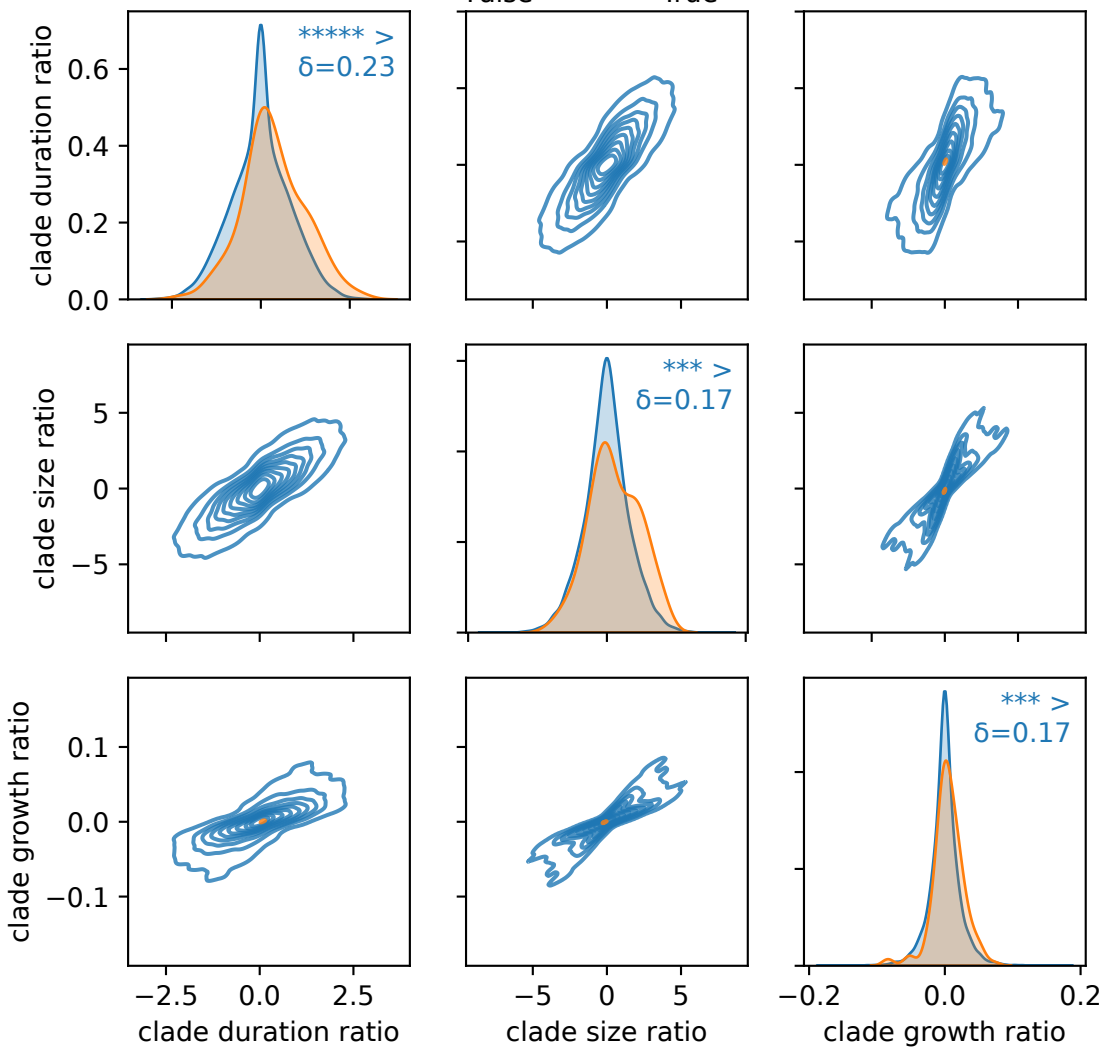 True
clade duration ratio
0.6
0.4
0.2
0.0
***** >
δ=0.23
clade size ratio
5
0
−5
*** >
δ=0.17
clade growth ratio
0.1
0.0
−0.1
*** >
δ=0.17
−2.5 0.0 2.5
−5 0 5
−0.2 0.0 0.2
clade duration ratio
clade size ratio
clade growth ratio